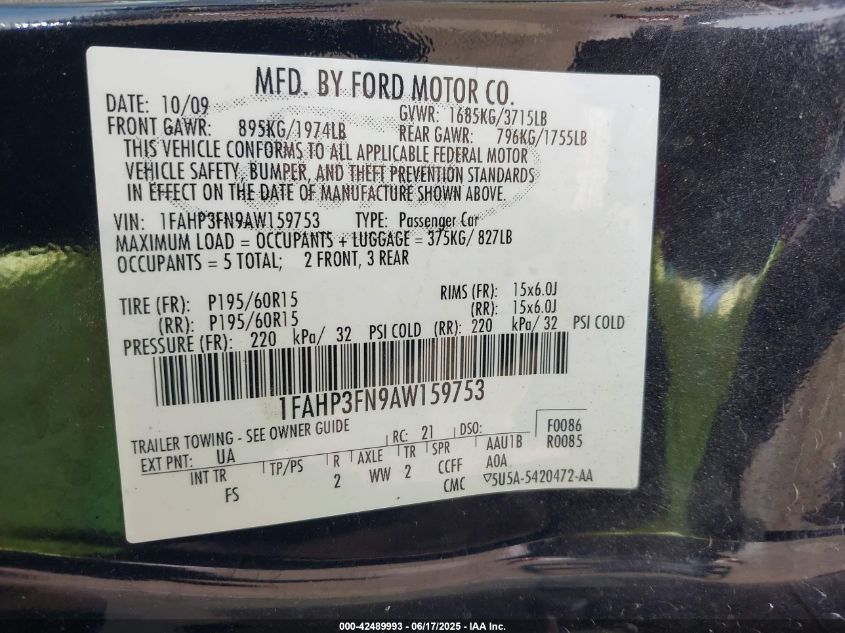 MFD. BY FORD MOTOR CO.
DATE: 10/09 GVWR: 1685KG/3715LB
FRONT GAWR: 895KG/1974LB REAR GAWR: 796KG/1755LB
THIS VEHICLE CONFORMS TO ALL APPLICABLE FEDERAL MOTOR
VEHICLE SAFETY, BUMPER, AND THEFT PREVENTION STANDARDS
IN EFFECT ON THE DATE OF MANUFACTURE SHOWN ABOVE.
VIN: 1FAHP3FN9AW159753 TYPE: Passenger Car
MAXIMUM LOAD = OCCUPANTS + LUGGAGE = 375KG/ 827LB
OCCUPANTS = 5 TOTAL; 2 FRONT, 3 REAR
TIRE (FR): P195/60R15 RIMS (FR): 15x6.0J
(RR): P195/60R15 (RR): 15x6.0J
PRESSURE (FR): 220 kPa/ 32 PSI COLD (RR): 220 kPa/ 32 PSI COLD
1FAHP3FN9AW159753
TRAILER TOWING - SEE OWNER GUIDE F0086
EXT PNT: UA RC: 21 DSO: AAU1B R0085
INT TR TP/PS R AXLE TR SPR A0A
FS 2 WW 2 CCFF ▽5U5A-5420472-AA
CMC
000-42489993 - 06/17/2025 - IAA Inc.